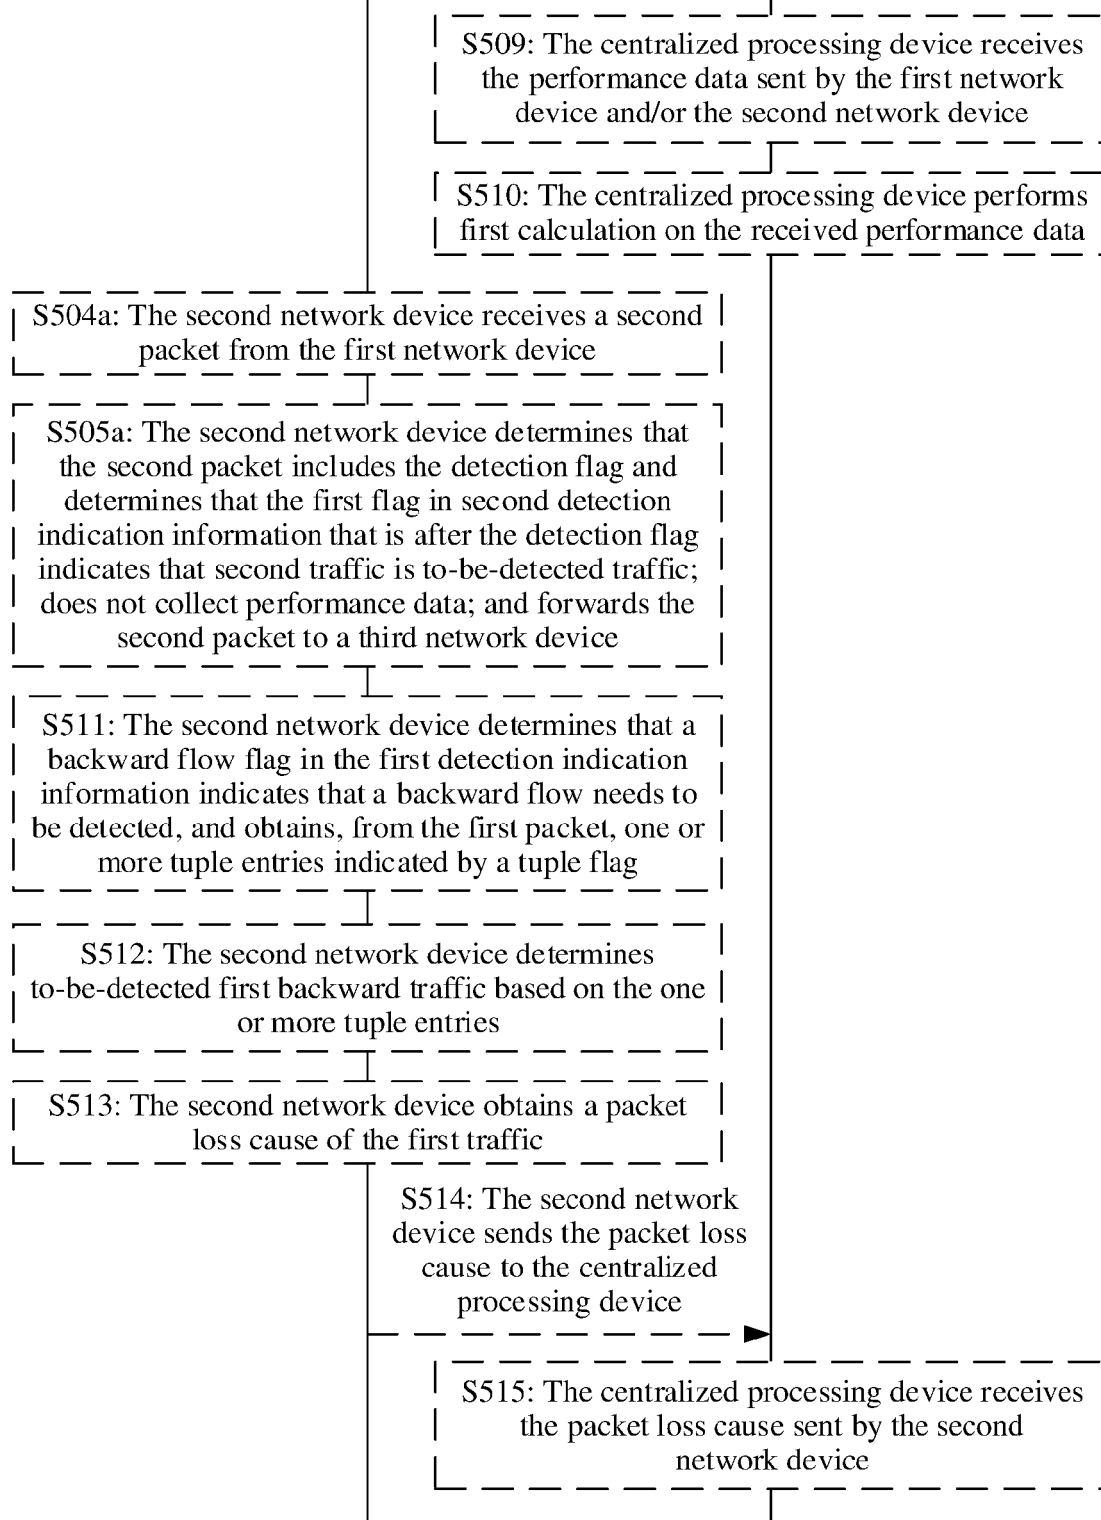 S509: The centralized processing device receives
the performance data sent by the first network
device and/or the second network device
S510: The centralized processing device performs
first calculation on the received performance data
S504a: The second network device receives a second
packet from the first network device
S505a: The second network device determines that
the second packet includes the detection flag and
determines that the first flag in second detection
indication information that is after the detection flag
indicates that second traffic is to-be-detected traffic;
does not collect performance data; and forwards the
second packet to a third network device
S511: The second network device determines that a
backward flow flag in the first detection indication
information indicates that a backward flow needs to
be detected, and obtains, from the first packet, one or
more tuple entries indicated by a tuple flag
S512: The second network device determines
to-be-detected first backward traffic based on the one
or more tuple entries
S513: The second network device obtains a packet
loss cause of the first traffic
S514: The second network
device sends the packet loss
cause to the centralized
processing device
S515: The centralized processing device receives
the packet loss cause sent by the second
network device